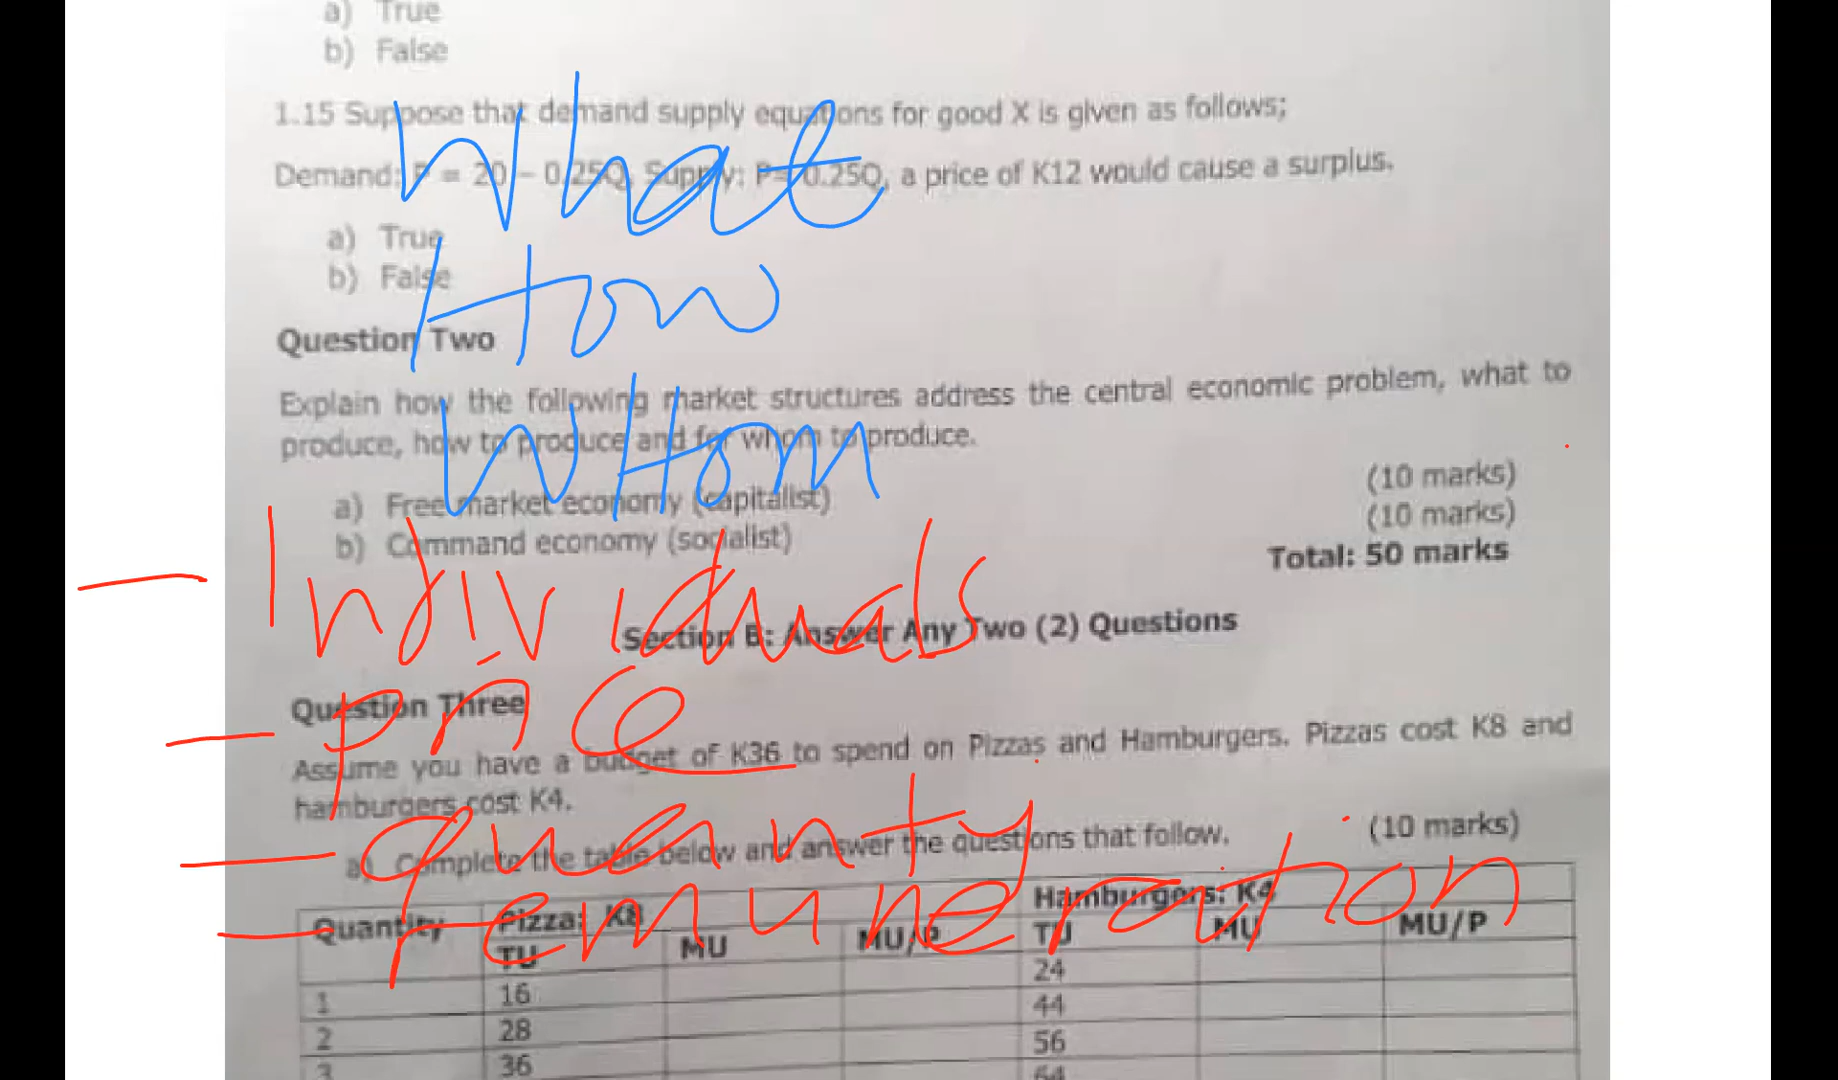 a) True
b) False
1.15 Suppose that demand supply equations for good X is given as follows;
Demand: P = 20 - 0.25Q, Supply: P= 0.25Q, a price of K12 would cause a surplus.
a) True
b) False
What
How
WHom
Question Two
Explain how the following market structures address the central economic problem, what to
produce, how to produce and for whom to produce.
a) Free market economy (capitalist) (10 marks)
b) Command economy (socialist) (10 marks)
Total: 50 marks
Individuals
price
quanty
remuneration
Section B: Answer Any Two (2) Questions
Question Three
Assume you have a budget of K36 to spend on Pizzas and Hamburgers. Pizzas cost K8 and
hamburgers cost K4.
a) Complete the table below and answer the questions that follow. (10 marks)
Quantity Pizza: K8 Hamburgers: K4
TU MU MU/P TU MU MU/P
1 16 24
2 28 44
3 36 56
64